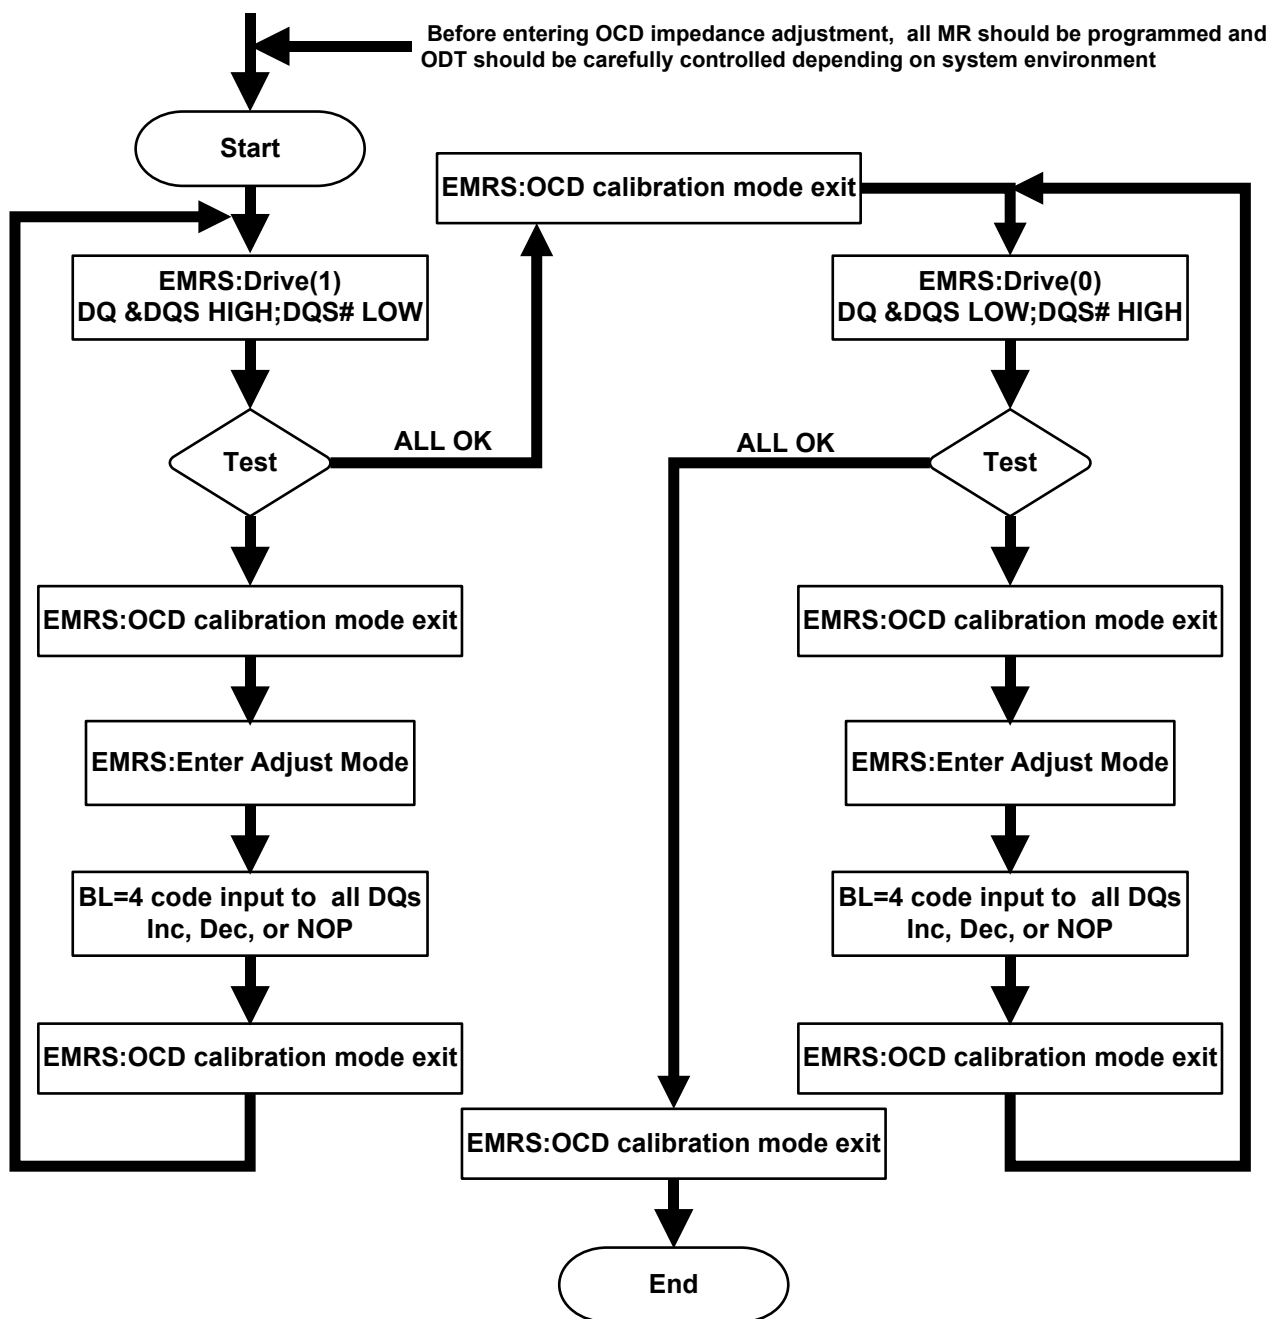 Before entering OCD impedance adjustment, all MR should be programmed and
ODT should be carefully controlled depending on system environment
Start
EMRS:OCD calibration mode exit
EMRS:Drive(1)
DQ &DQS HIGH;DQS# LOW
EMRS:Drive(0)
DQ &DQS LOW;DQS# HIGH
ALL OK
ALL OK
Test
Test
EMRS:OCD calibration mode exit
EMRS:OCD calibration mode exit
EMRS:Enter Adjust Mode
EMRS:Enter Adjust Mode
BL=4 code input to all DQs
Inc, Dec, or NOP
BL=4 code input to all DQs
Inc, Dec, or NOP
EMRS:OCD calibration mode exit
EMRS:OCD calibration mode exit
EMRS:OCD calibration mode exit
End